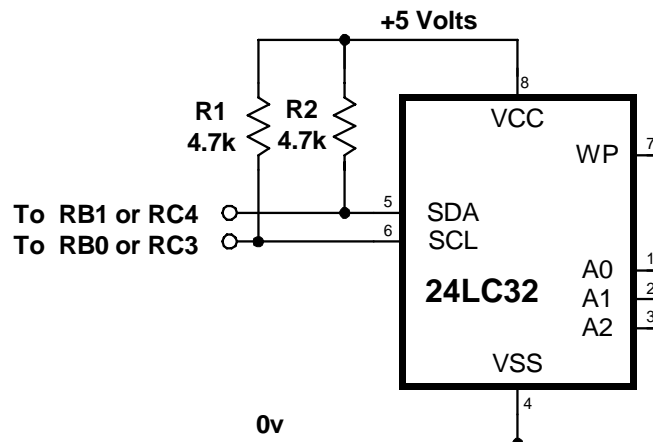 +5 Volts
8
R1
4.7k
R2
4.7k
VCC
WP
7
To RB1 or RC4
5
SDA
To RB0 or RC3
6
SCL
24LC32
A0
1
A1
2
A2
3
VSS
4
0v